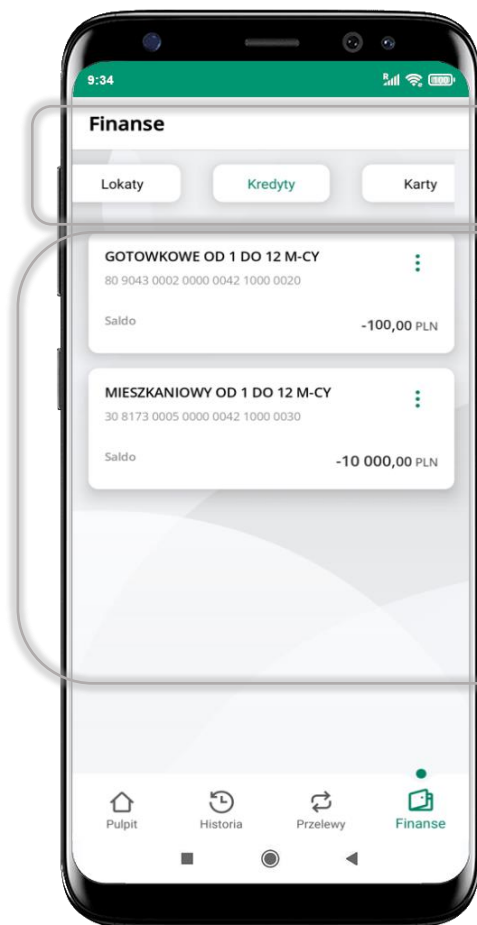 9:34
Finanse
Lokaty Kredyty Karty
GOTOWKOWE OD 1 DO 12 M-CY
80 9043 0002 0000 0042 1000 0020
Saldo -100,00 PLN
MIESZKANIOWY OD 1 DO 12 M-CY
30 8173 0005 0000 0042 1000 0030
Saldo -10 000,00 PLN
Pulpit Historia Przelewy Finanse